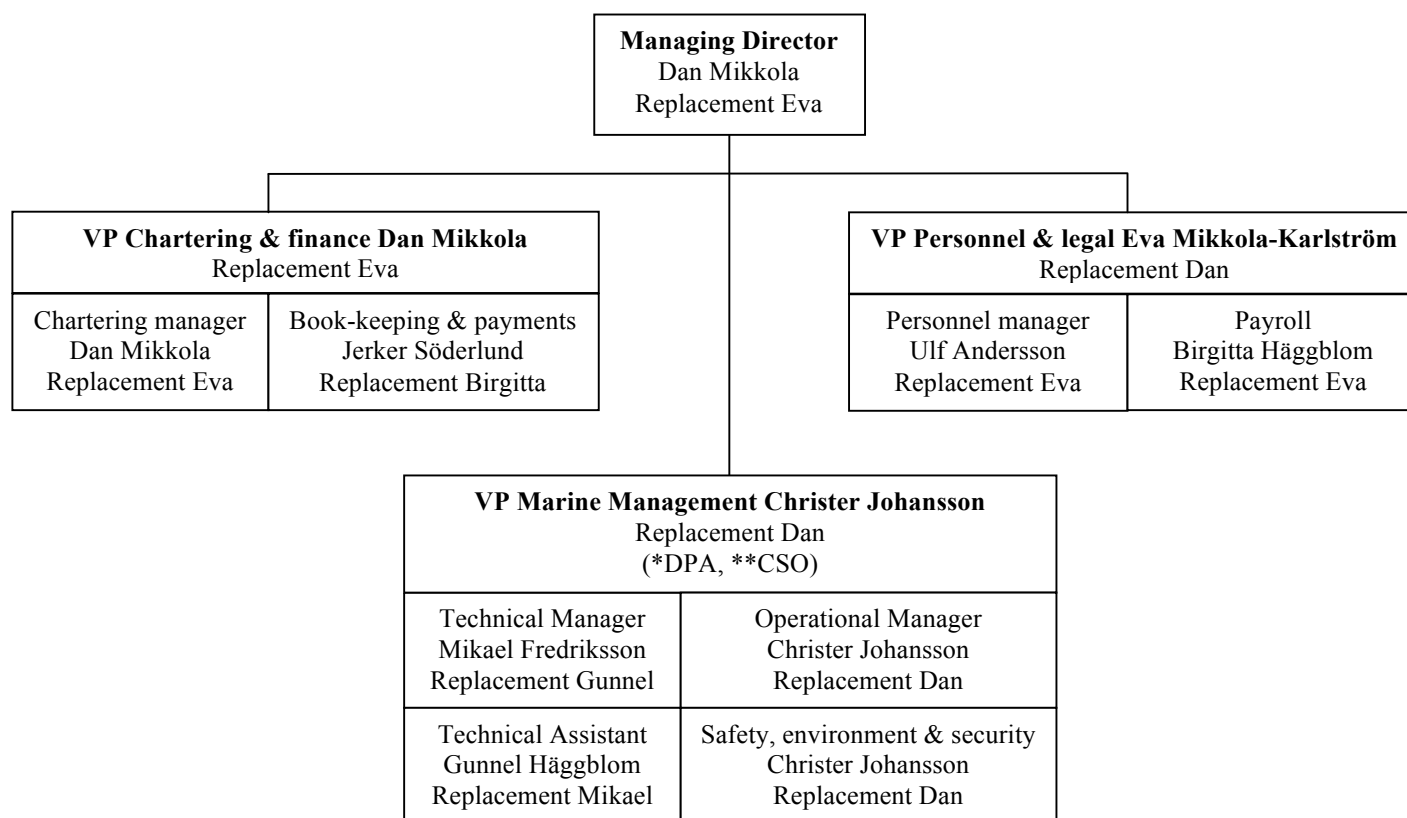 Managing Director
Dan Mikkola
Replacement Eva
VP Chartering & finance Dan Mikkola
Replacement Eva
Chartering manager
Dan Mikkola
Replacement Eva
Book-keeping & payments
Jerker Söderlund
Replacement Birgitta
VP Personnel & legal Eva Mikkola-Karlström
Replacement Dan
Personnel manager
Ulf Andersson
Replacement Eva
Payroll
Birgitta Häggblom
Replacement Eva
VP Marine Management Christer Johansson
Replacement Dan
(*DPA, **CSO)
Technical Manager
Mikael Fredriksson
Replacement Gunnel
Operational Manager
Christer Johansson
Replacement Dan
Technical Assistant
Gunnel Häggblom
Replacement Mikael
Safety, environment & security
Christer Johansson
Replacement Dan